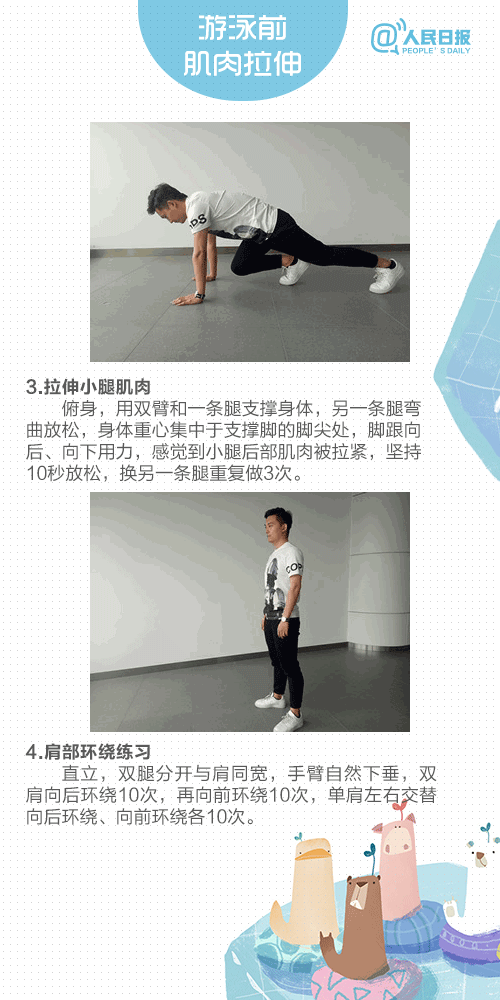 游泳前
肌肉拉伸
@人民日报
PEOPLE'S DAILY
OPS
3.拉伸小腿肌肉
俯身，用双臂和一条腿支撑身体，另一条腿弯
曲放松，身体重心集中于支撑脚的脚尖处，脚跟向
后、向下用力，感觉到小腿后部肌肉被拉紧，坚持
10秒放松，换另一条腿重复做3次。
COP
4.肩部环绕练习
直立，双腿分开与肩同宽，手臂自然下垂，双
肩向后环绕10次，再向前环绕10次，单肩左右交替
向后环绕、向前环绕各10次。